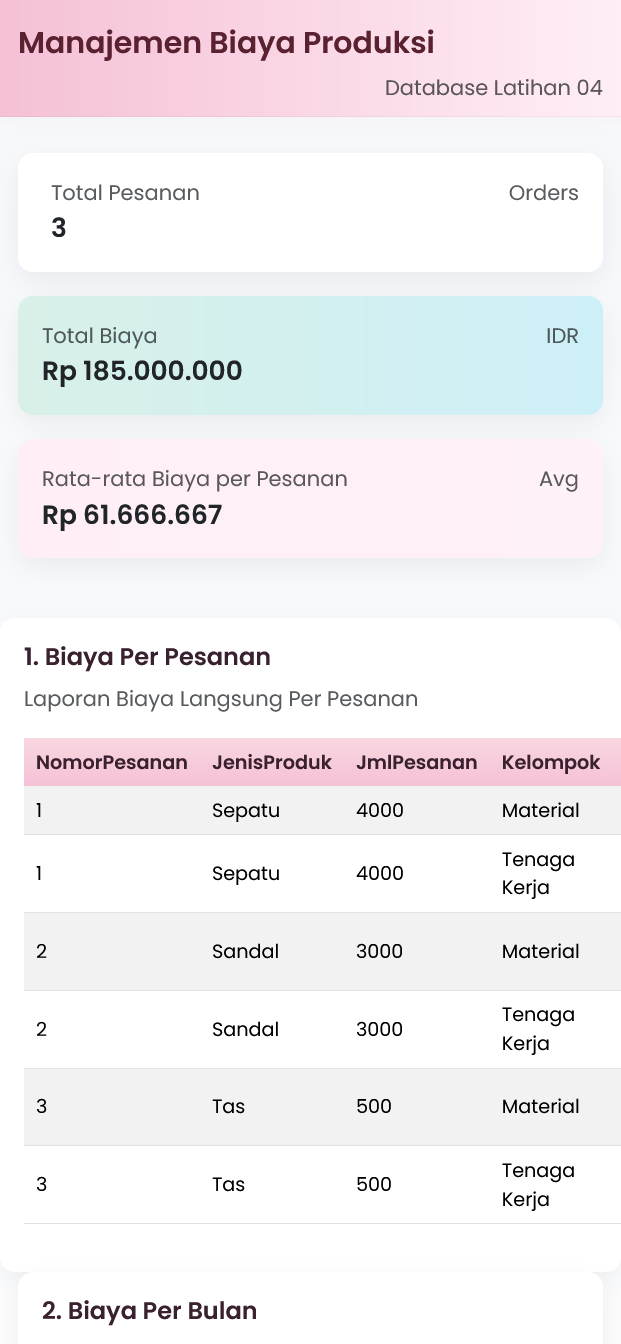 Manajemen Biaya Produksi
Database Latihan 04
Total Pesanan Orders
3
Total Biaya IDR
Rp 185.000.000
Rata-rata Biaya per Pesanan Avg
Rp 61.666.667
1. Biaya Per Pesanan
Laporan Biaya Langsung Per Pesanan
NomorPesanan JenisProduk JmlPesanan Kelompok
1 Sepatu 4000 Material
1 Sepatu 4000 Tenaga
Kerja
2 Sandal 3000 Material
2 Sandal 3000 Tenaga
Kerja
3 Tas 500 Material
3 Tas 500 Tenaga
Kerja
2. Biaya Per Bulan